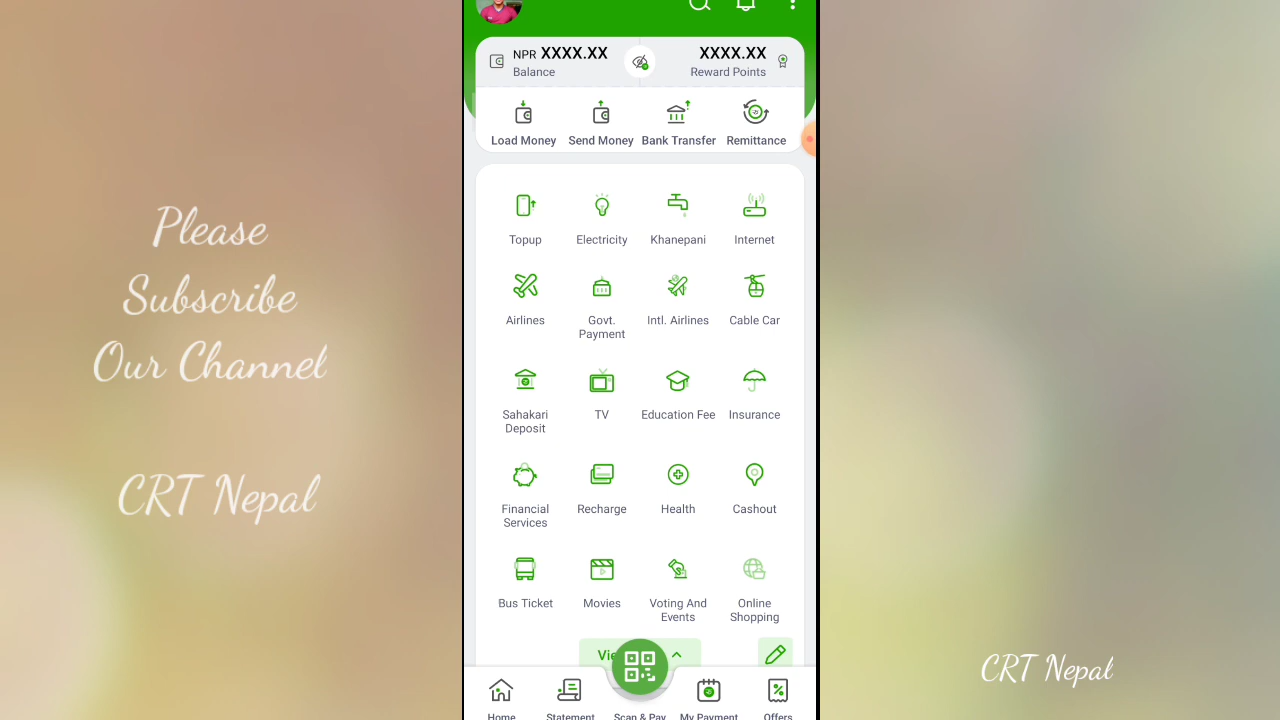 Please
Subscribe
Our Channel
CRT Nepal
NPR XXXX.XX
Balance
XXXX.XX
Reward Points
Load Money
Send Money
Bank Transfer
Remittance
Topup
Electricity
Khanepani
Internet
Airlines
Govt.
Payment
Intl. Airlines
Cable Car
Sahakari
Deposit
TV
Education Fee
Insurance
Financial
Services
Recharge
Health
Cashout
Bus Ticket
Movies
Voting And
Events
Online
Shopping
Home
Statement
Scan & Pay
My Payment
Offers
CRT Nepal